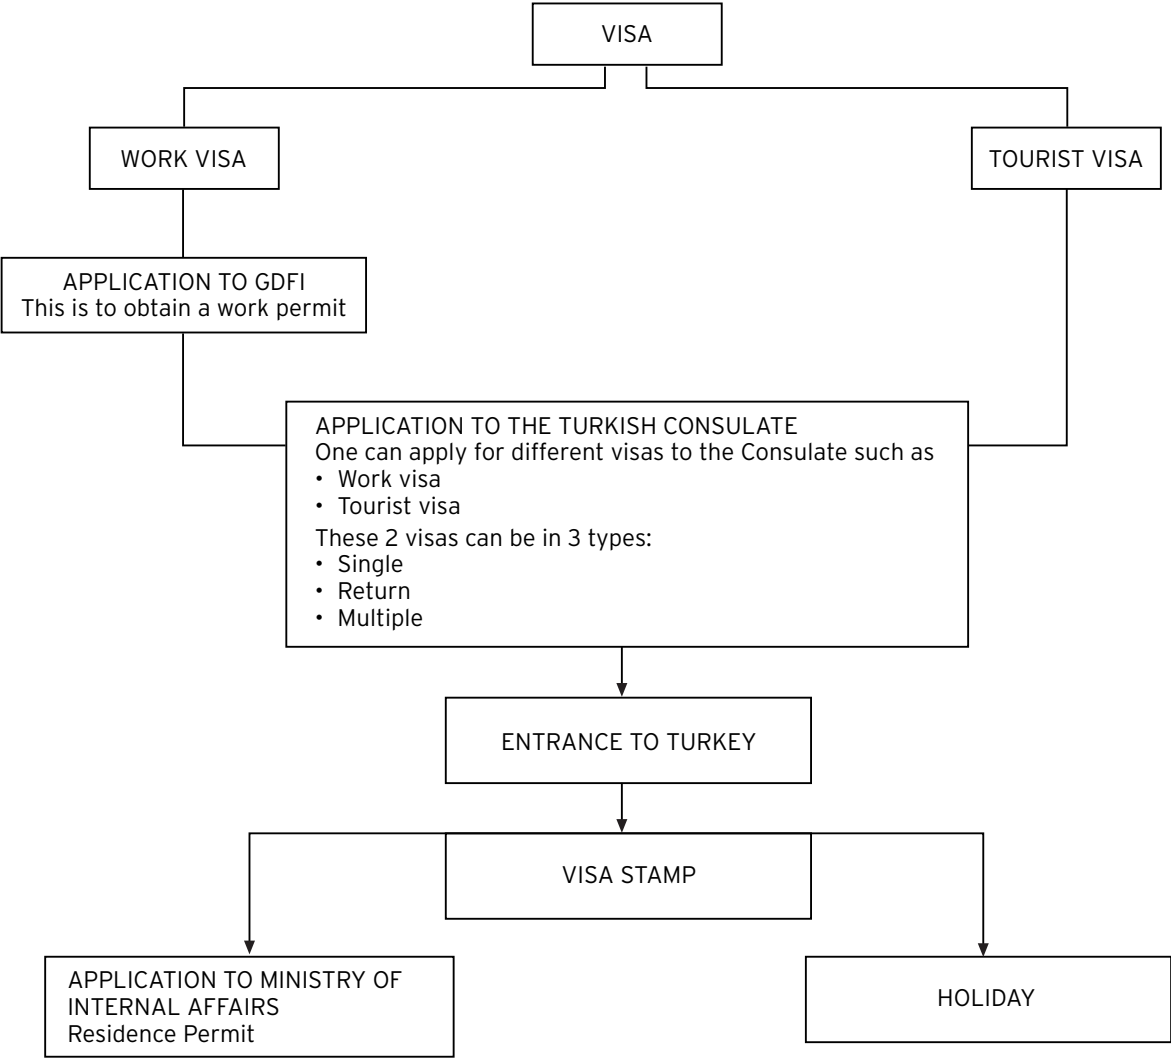 VISA
WORK VISA
TOURIST VISA
APPLICATION TO GDFI
This is to obtain a work permit
APPLICATION TO THE TURKISH CONSULATE
One can apply for different visas to the Consulate such as
• Work visa
• Tourist visa
These 2 visas can be in 3 types:
• Single
• Return
• Multiple
ENTRANCE TO TURKEY
VISA STAMP
APPLICATION TO MINISTRY OF
INTERNAL AFFAIRS
Residence Permit
HOLIDAY